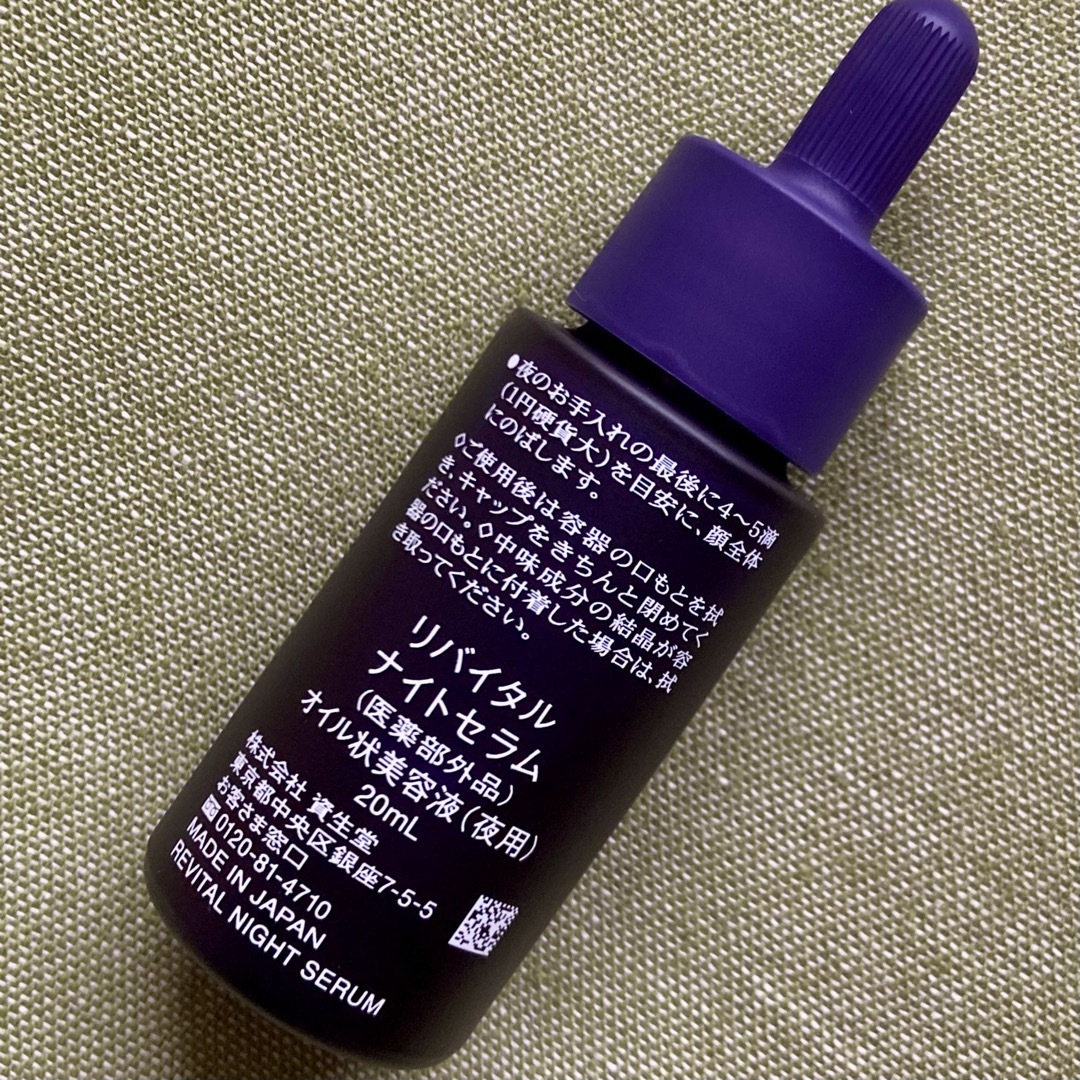 ●夜のお手入れの最後に4〜5滴
(1円硬貨大)を目安に、顔全体
にのばします。
◇ご使用後は容器の口もとを拭
き、キャップをきちんと閉めてく
ださい。◇中味成分の結晶が容
器の口もとに付着した場合は、拭
き取ってください。
リバイタル
ナイトセラム
(医薬部外品)
オイル状美容液(夜用)
20mL
株式会社 資生堂
東京都中央区銀座7-5-5
お客さま窓口
0120-81-4710
MADE IN JAPAN
REVITAL NIGHT SERUM